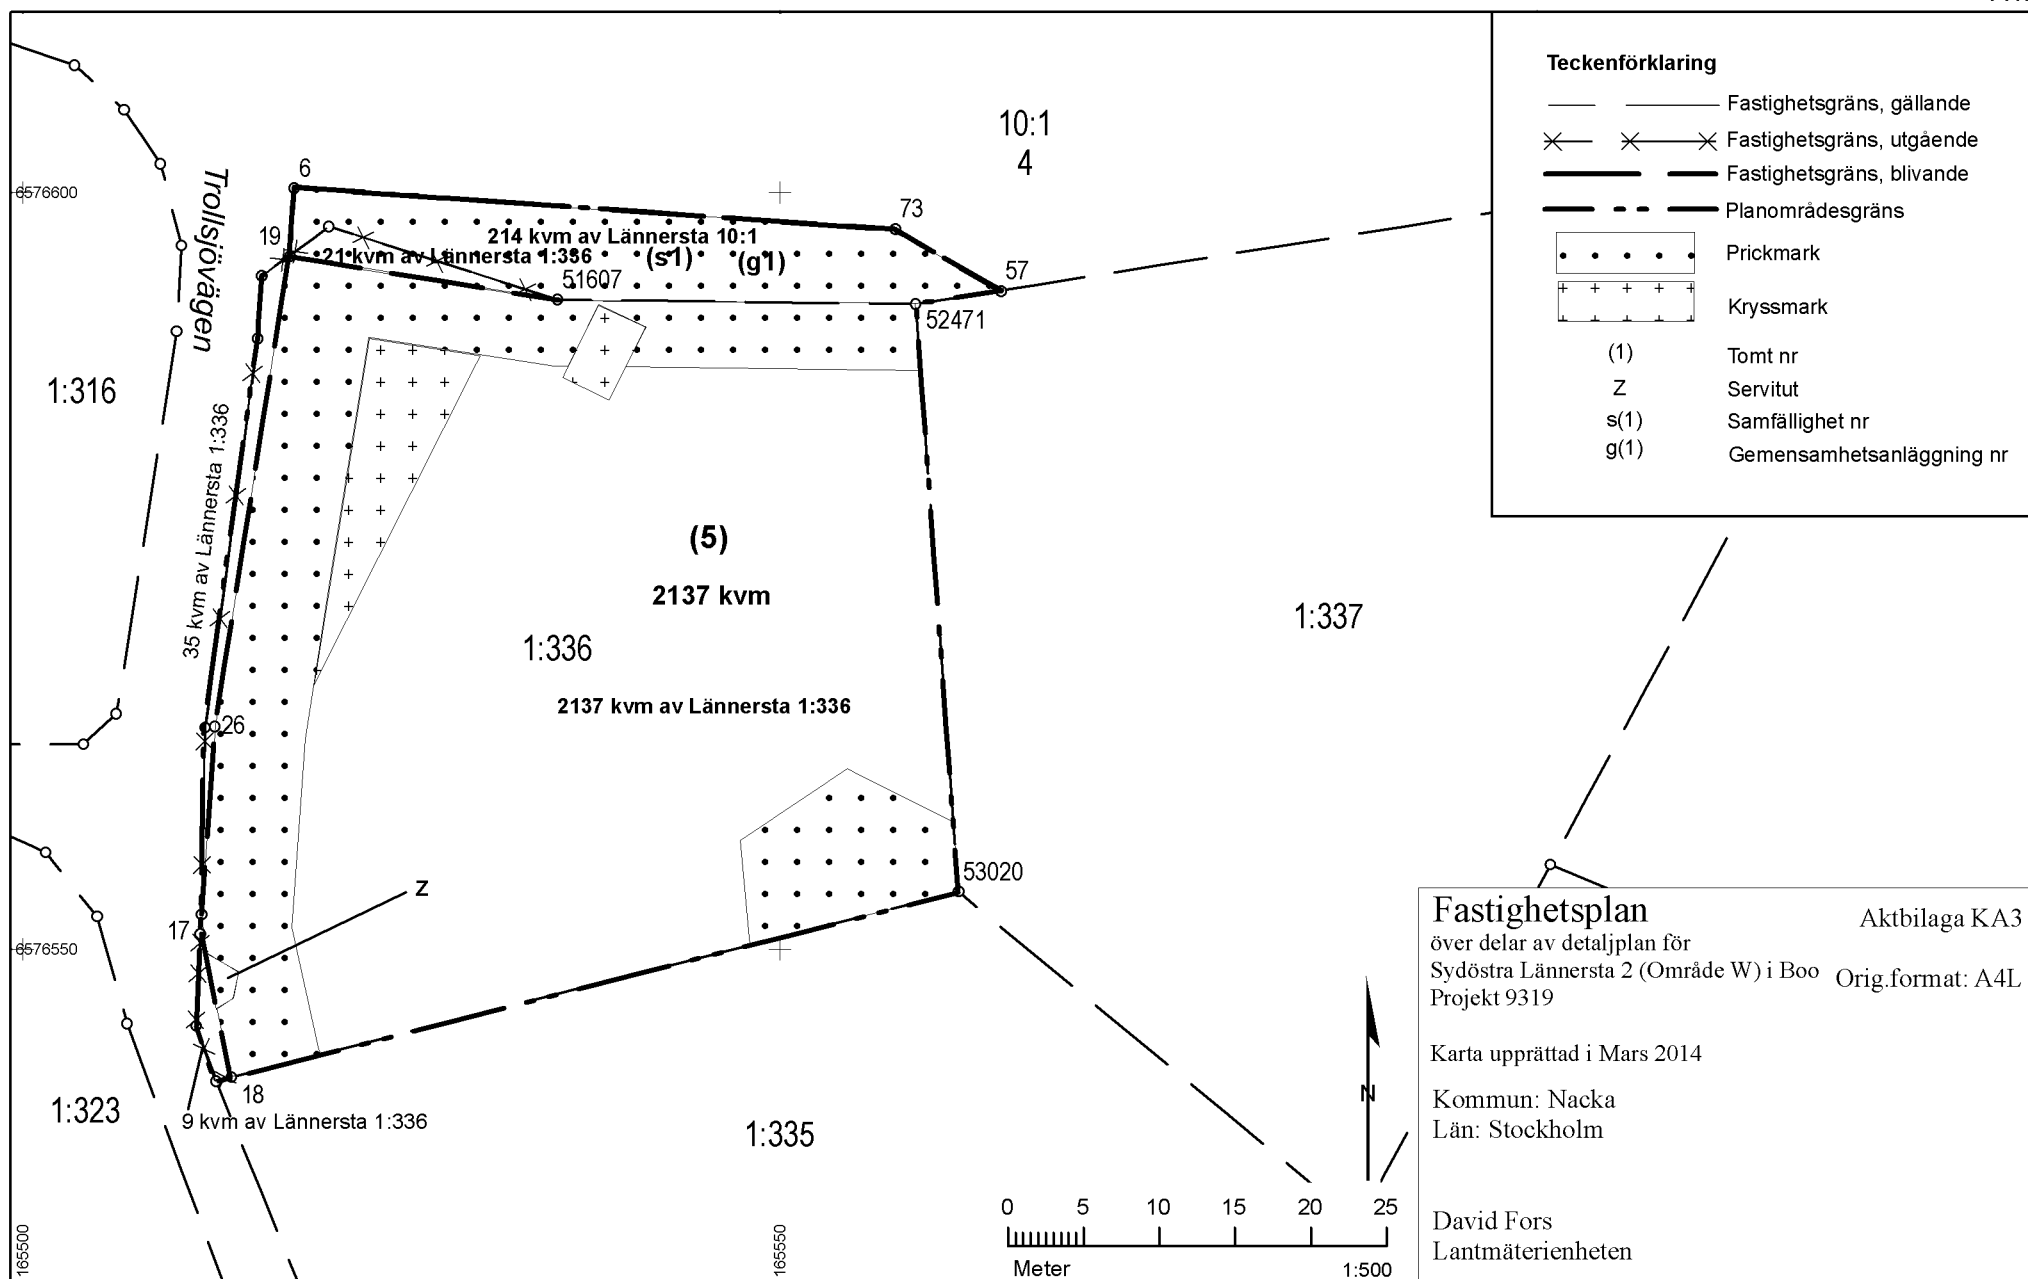 Teckenförklaring
Fastighetsgräns, gällande
Fastighetsgräns, utgående
Fastighetsgräns, blivande
Planområdesgräns
Prickmark
Kryssmark
(1) Tomt nr
Z Servitut
s(1) Samfällighet nr
g(1) Gemensamhetsanläggning nr
10:1
4
6
6576600
73
19
214 kvm av Lännersta 10:1
21 kvm av Lännersta 1:336
(s1)
(g1)
51607
57
52471
Trollsjövägen
1:316
35 kvm av Lännersta 1:336
(5)
2137 kvm
1:336
1:337
2137 kvm av Lännersta 1:336
26
53020
Z
17
6576550
18
9 kvm av Lännersta 1:336
1:323
1:335
165500
165550
N
0 5 10 15 20 25
Meter
1:500
Fastighetsplan
Aktbilaga KA3
över delar av detaljplan för
Sydöstra Lännersta 2 (Område W) i Boo
Orig.format: A4L
Projekt 9319
Karta upprättad i Mars 2014
Kommun: Nacka
Län: Stockholm
David Fors
Lantmäterienheten